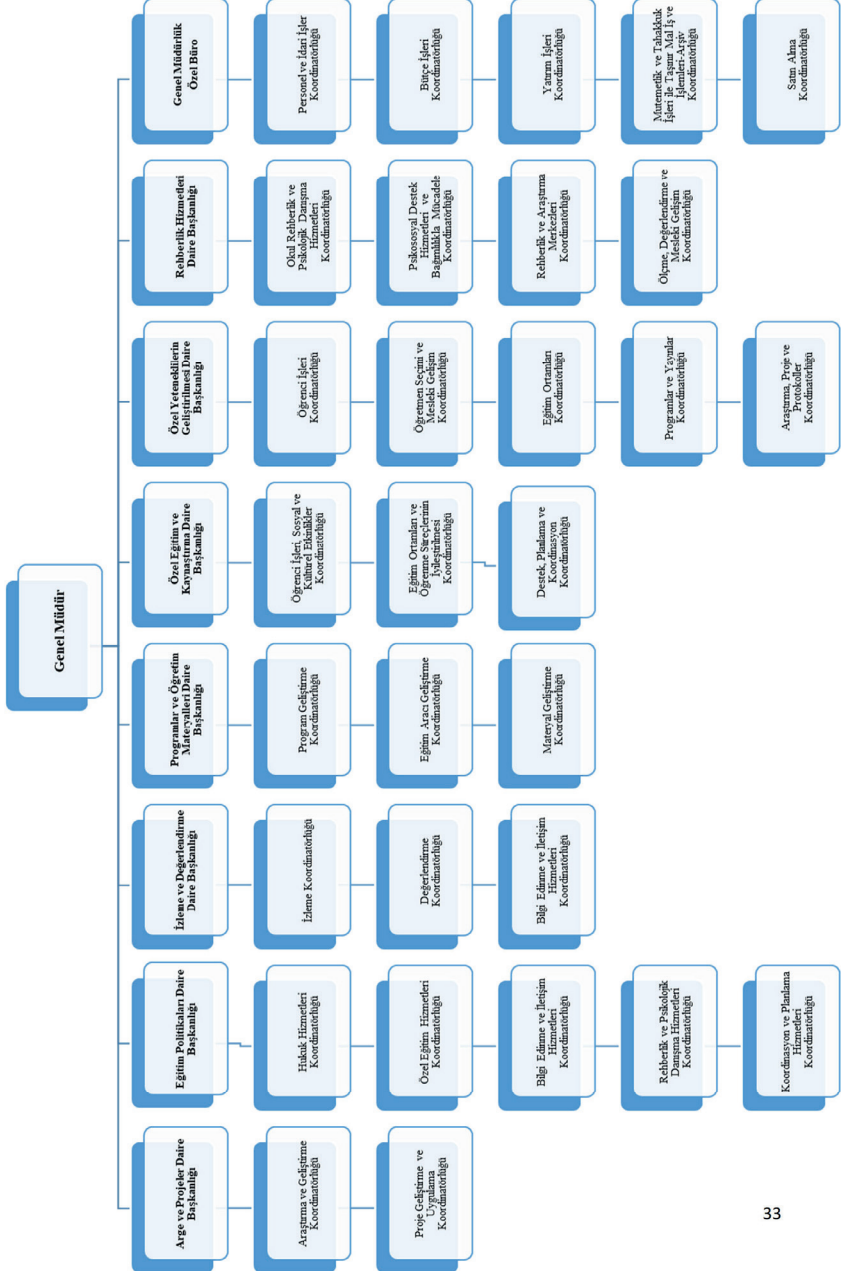 Genel Müdür
Arge ve Projeler Daire
Başkanlığı
Araştırma ve Geliştirme
Koordinatörlüğü
Proje Geliştirme ve
Uygulama
Koordinatörlüğü
Eğitim Politikaları Daire
Başkanlığı
Hukuk Hizmetleri
Koordinatörlüğü
Özel Eğitim Hizmetleri
Koordinatörlüğü
Bilgi Edinme ve İletişim
Hizmetleri
Koordinatörlüğü
Rehberlik ve Psikolojik
Danışma Hizmetleri
Koordinatörlüğü
Koordinasyon ve Planlama
Hizmetleri
Koordinatörlüğü
İzleme ve Değerlendirme
Daire Başkanlığı
İzleme Koordinatörlüğü
Değerlendirme
Koordinatörlüğü
Bilgi Edinme ve İletişim
Hizmetleri
Koordinatörlüğü
Programlar ve Öğretim
Materyalleri Daire
Başkanlığı
Program Geliştirme
Koordinatörlüğü
Eğitim Aracı Geliştirme
Koordinatörlüğü
Materyal Geliştirme
Koordinatörlüğü
Özel Eğitim ve
Kaynaştırma Daire
Başkanlığı
Öğrenci İşleri, Sosyal ve
Kültürel Etkinlikler
Koordinatörlüğü
Eğitim Ortamları ve
Öğrenme Süreçlerinin
İyileştirilmesi
Koordinatörlüğü
Destek, Planlama ve
Koordinasyon
Koordinatörlüğü
Özel Yeteneklilerin
Geliştirilmesi Daire
Başkanlığı
Öğrenci İşleri
Koordinatörlüğü
Öğretmen Seçimi ve
Mesleki Gelişim
Koordinatörlüğü
Eğitim Ortamları
Koordinatörlüğü
Programlar ve Yayınlar
Koordinatörlüğü
Araştırma, Proje ve
Protokoller
Koordinatörlüğü
Rehberlik Hizmetleri
Daire Başkanlığı
Okul Rehberlik ve
Psikolojik Danışma
Hizmetleri
Koordinatörlüğü
Psikososyal Destek
Hizmetleri ve
Bağımlılıkla Mücadele
Koordinatörlüğü
Rehberlik ve Araştırma
Merkezleri
Koordinatörlüğü
Ölçme, Değerlendirme ve
Mesleki Gelişim
Koordinatörlüğü
Genel Müdürlük
Özel Büro
Personel ve İdari İşler
Koordinatörlüğü
Bütçe İşleri
Koordinatörlüğü
Yatırım İşleri
Koordinatörlüğü
Mutemetlik ve Tahakkuk
İşleri ile Taşınır Mal İş ve
İşlemleri-Arşiv
Koordinatörlüğü
Satın Alma
Koordinatörlüğü
33